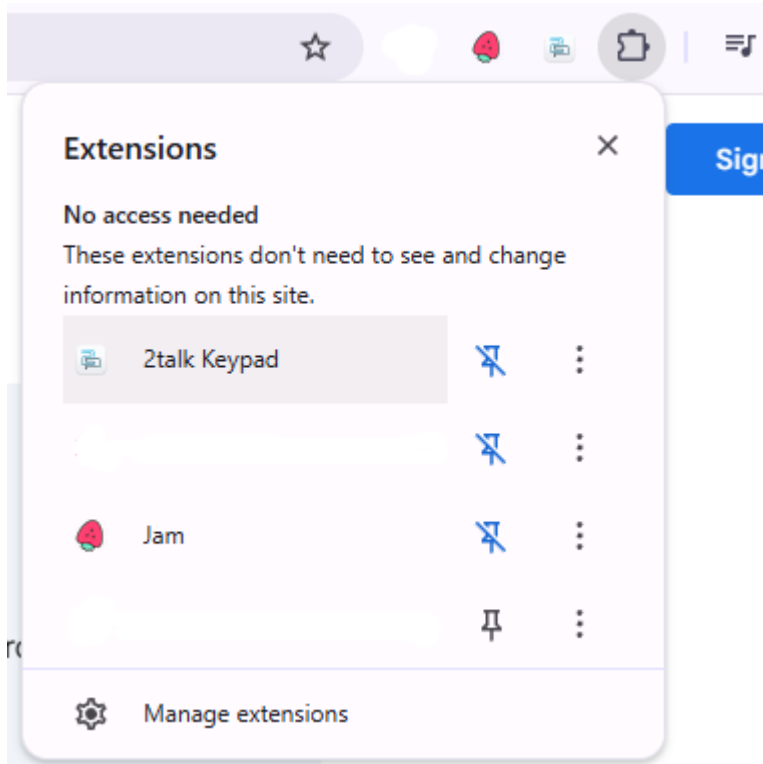 Extensions
Sig
No access needed
These extensions don't need to see and change
information on this site.
2talk Keypad
Jam
Manage extensions